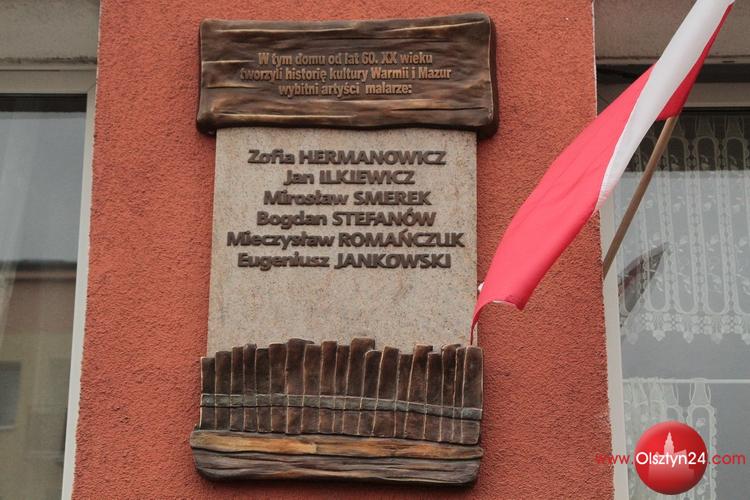 W tym domu od lat 60. XX wieku
tworzyli historię kultury Warmii i Mazur
wybitni artyści malarze:
Zofia HERMANOWICZ
Jan ILKIEWICZ
Mirosław SMEREK
Bogdan STEFANÓW
Mieczysław ROMAŃCZUK
Eugeniusz JANKOWSKI
www.Olsztyn24.com